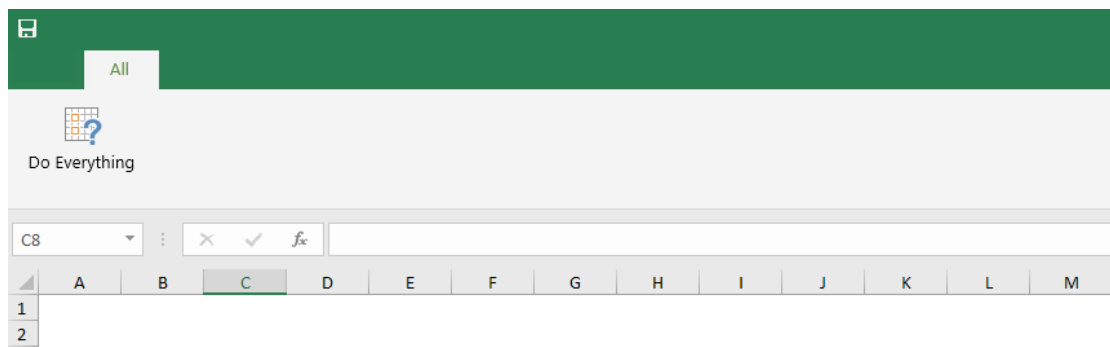 All
Do Everything
C8 fx
A B C D E F G H I J K L M
1
2